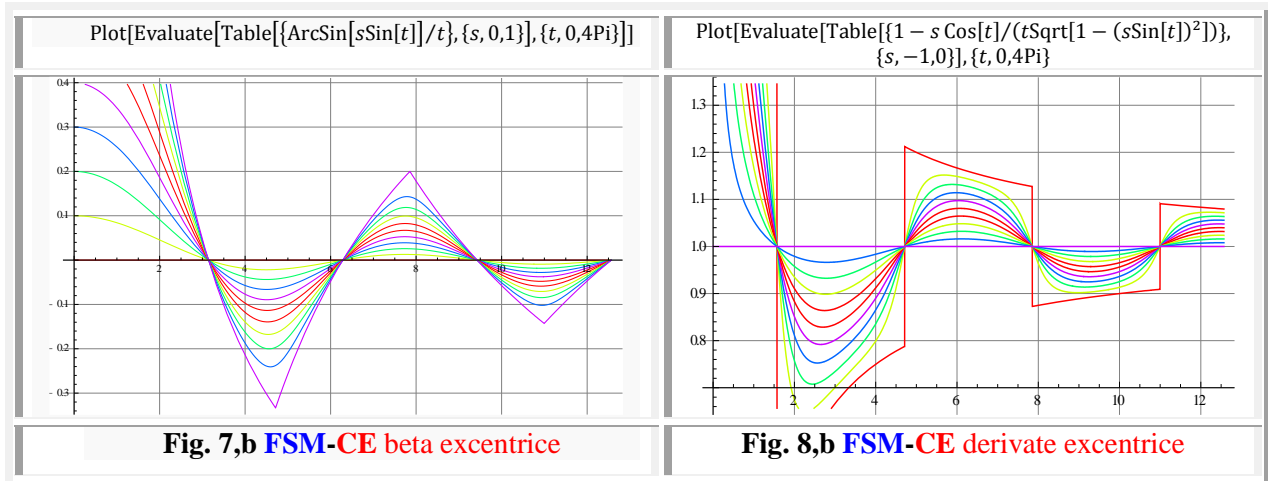 Plot[Evaluate[Table[{ArcSin[sSin[t]]/t},{s,0,1}],{t,0,4Pi}]]
Plot[Evaluate[Table[{1 − s Cos[t]/(tSqrt[1 − (sSin[t])²])},
{s,−1,0}],{t,0,4Pi}
0.4
0.3
0.2
0.1
2 4 6 8 10 12
0.1
0.2
- 0.3
1.3
1.2
1.1
1.0
0.9
0.8
2 4 6 8 10 12
Fig. 7,b FSM-CE beta excentrice
Fig. 8,b FSM-CE derivate excentrice